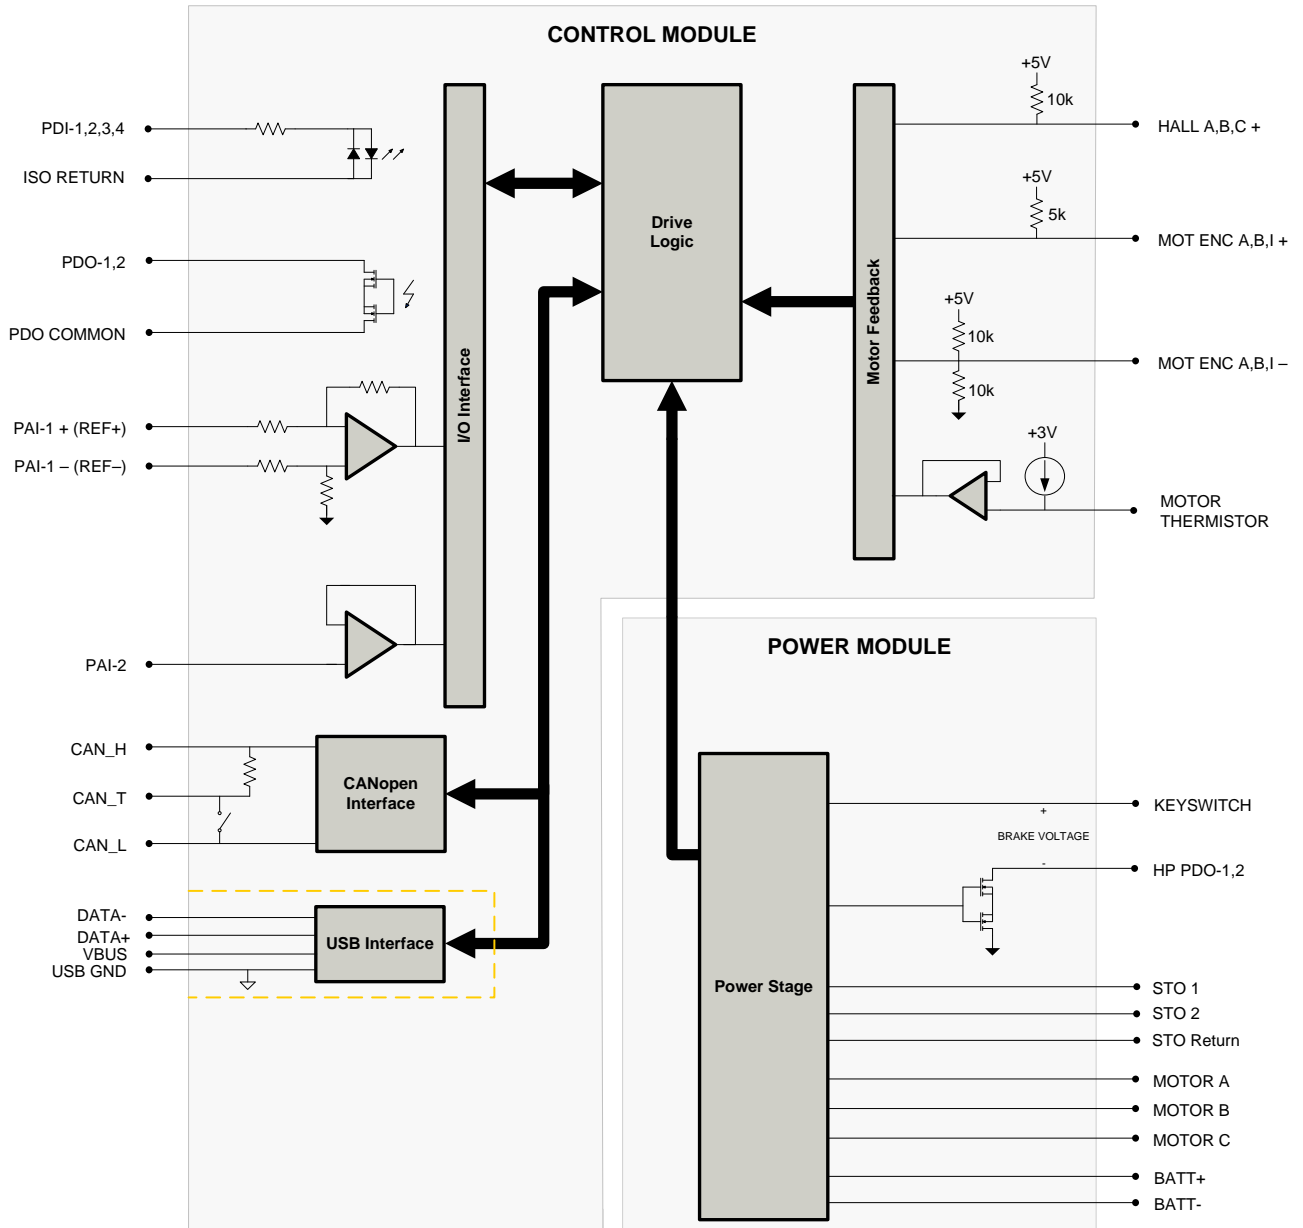 CONTROL MODULE
PDI-1,2,3,4
ISO RETURN
PDO-1,2
PDO COMMON
PAI-1 + (REF+)
PAI-1 – (REF–)
PAI-2
CAN_H
CAN_T
CAN_L
DATA-
DATA+
VBUS
USB GND
I/O Interface
CANopen
Interface
USB Interface
Drive
Logic
Motor Feedback
+5V
10k
HALL A,B,C +
+5V
5k
MOT ENC A,B,I +
+5V
10k
10k
MOT ENC A,B,I –
+3V
MOTOR
THERMISTOR
POWER MODULE
Power Stage
KEYSWITCH
+
BRAKE VOLTAGE
-
HP PDO-1,2
STO 1
STO 2
STO Return
MOTOR A
MOTOR B
MOTOR C
BATT+
BATT-